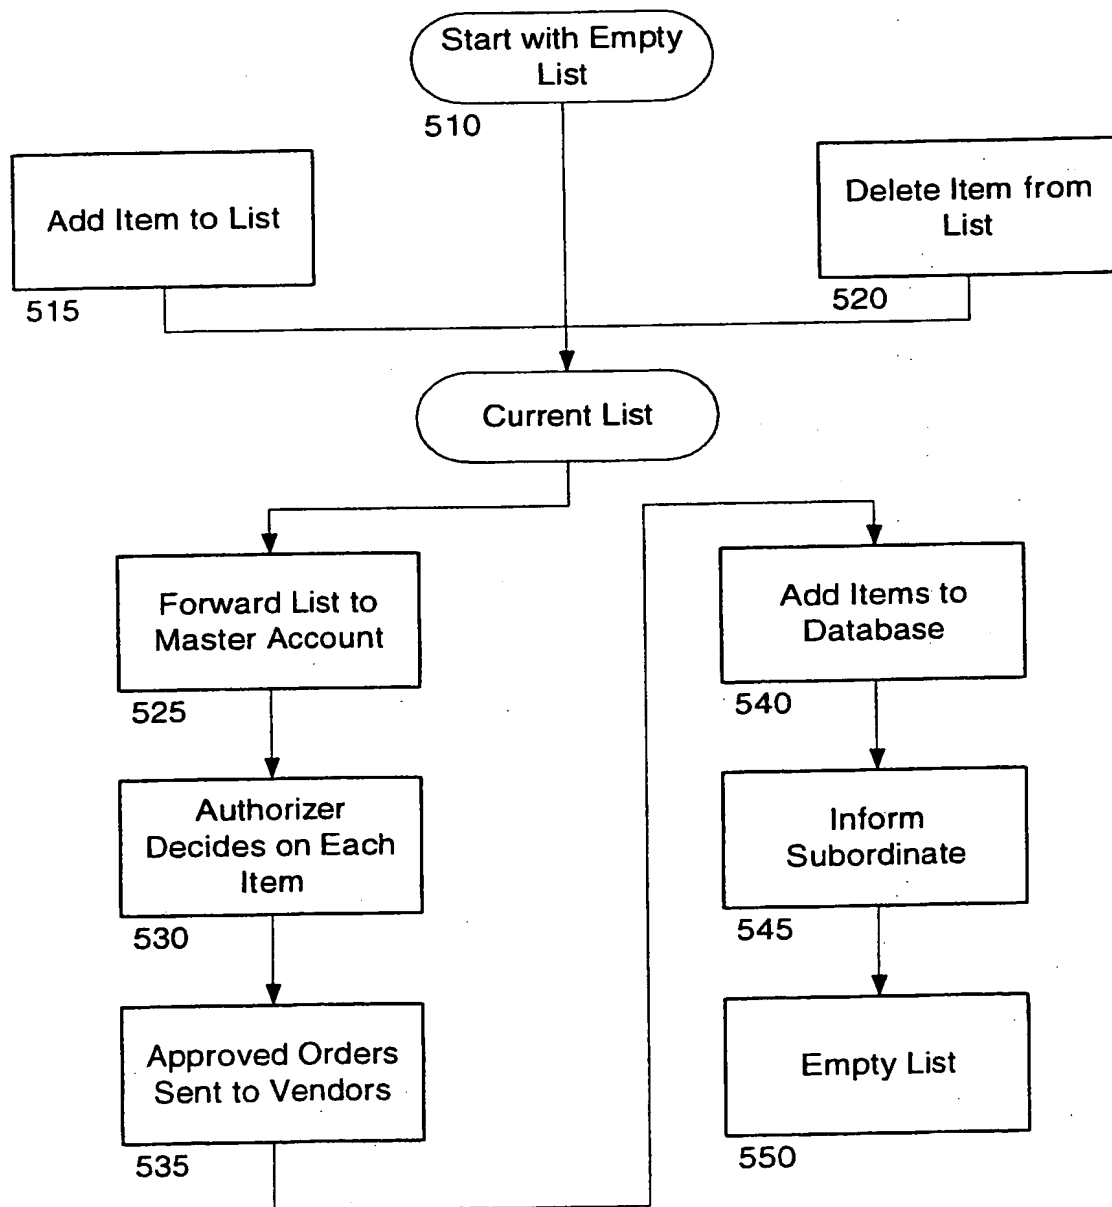 Start with Empty
List
510
Add Item to List
515
Delete Item from
List
520
Current List
Forward List to
Master Account
525
Authorizer
Decides on Each
Item
530
Approved Orders
Sent to Vendors
535
Add Items to
Database
540
Inform
Subordinate
545
Empty List
550